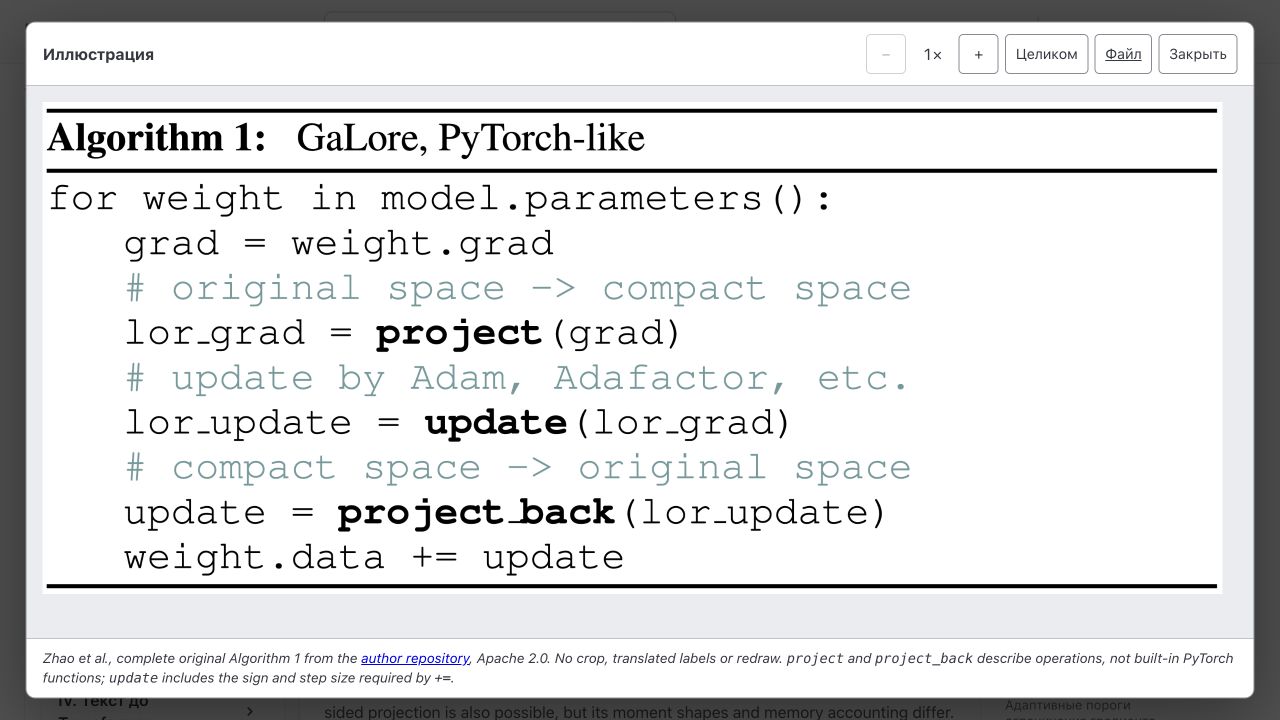 Иллюстрация
−
1×
+
Целиком
Файл
Закрыть
Algorithm 1: GaLore, PyTorch-like
for weight in model.parameters():
grad = weight.grad
# original space -> compact space
lor_grad = project(grad)
# update by Adam, Adafactor, etc.
lor_update = update(lor_grad)
# compact space -> original space
update = project_back(lor_update)
weight.data += update
Zhao et al., complete original Algorithm 1 from the author repository, Apache 2.0. No crop, translated labels or redraw. project and project_back describe operations, not built-in PyTorch
functions; update includes the sign and step size required by +=.
IV. Текст до
sided projection is also possible, but its moment shapes and memory accounting differ.
Адаптивные пороги